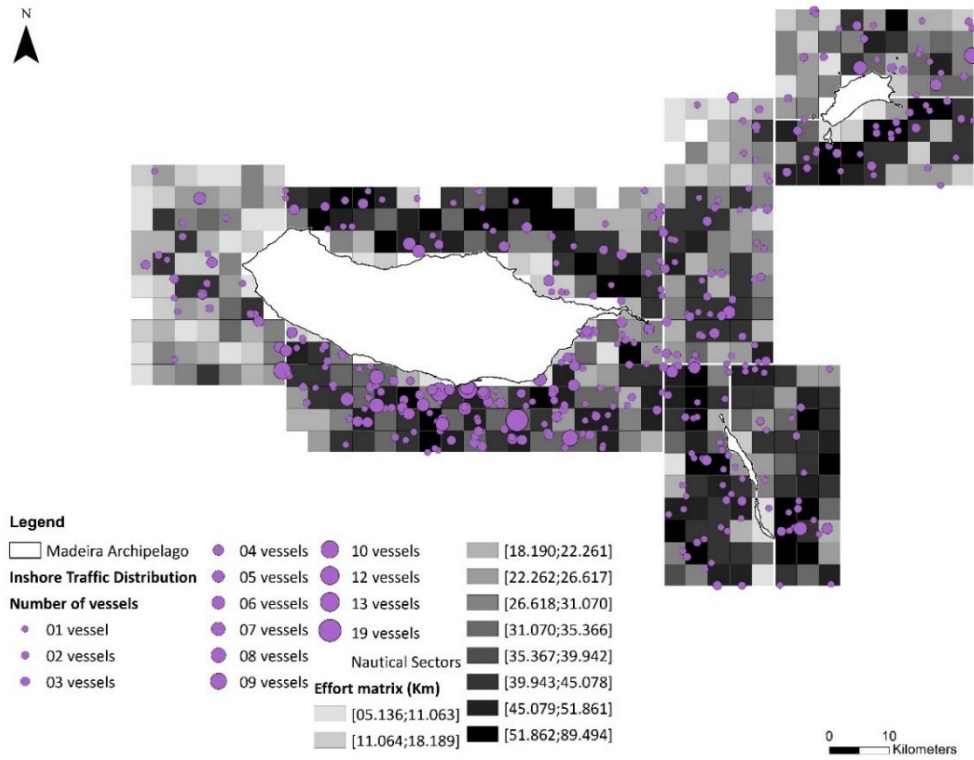 N
Legend
Madeira Archipelago
Inshore Traffic Distribution
Number of vessels
01 vessel
02 vessels
03 vessels
04 vessels
05 vessels
06 vessels
07 vessels
08 vessels
09 vessels
10 vessels
12 vessels
13 vessels
19 vessels
Nautical Sectors
Effort matrix (Km)
[05.136;11.063]
[11.064;18.189]
[18.190;22.261]
[22.262;26.617]
[26.618;31.070]
[31.070;35.366]
[35.367;39.942]
[39.943;45.078]
[45.079;51.861]
[51.862;89.494]
0 10
Kilometers